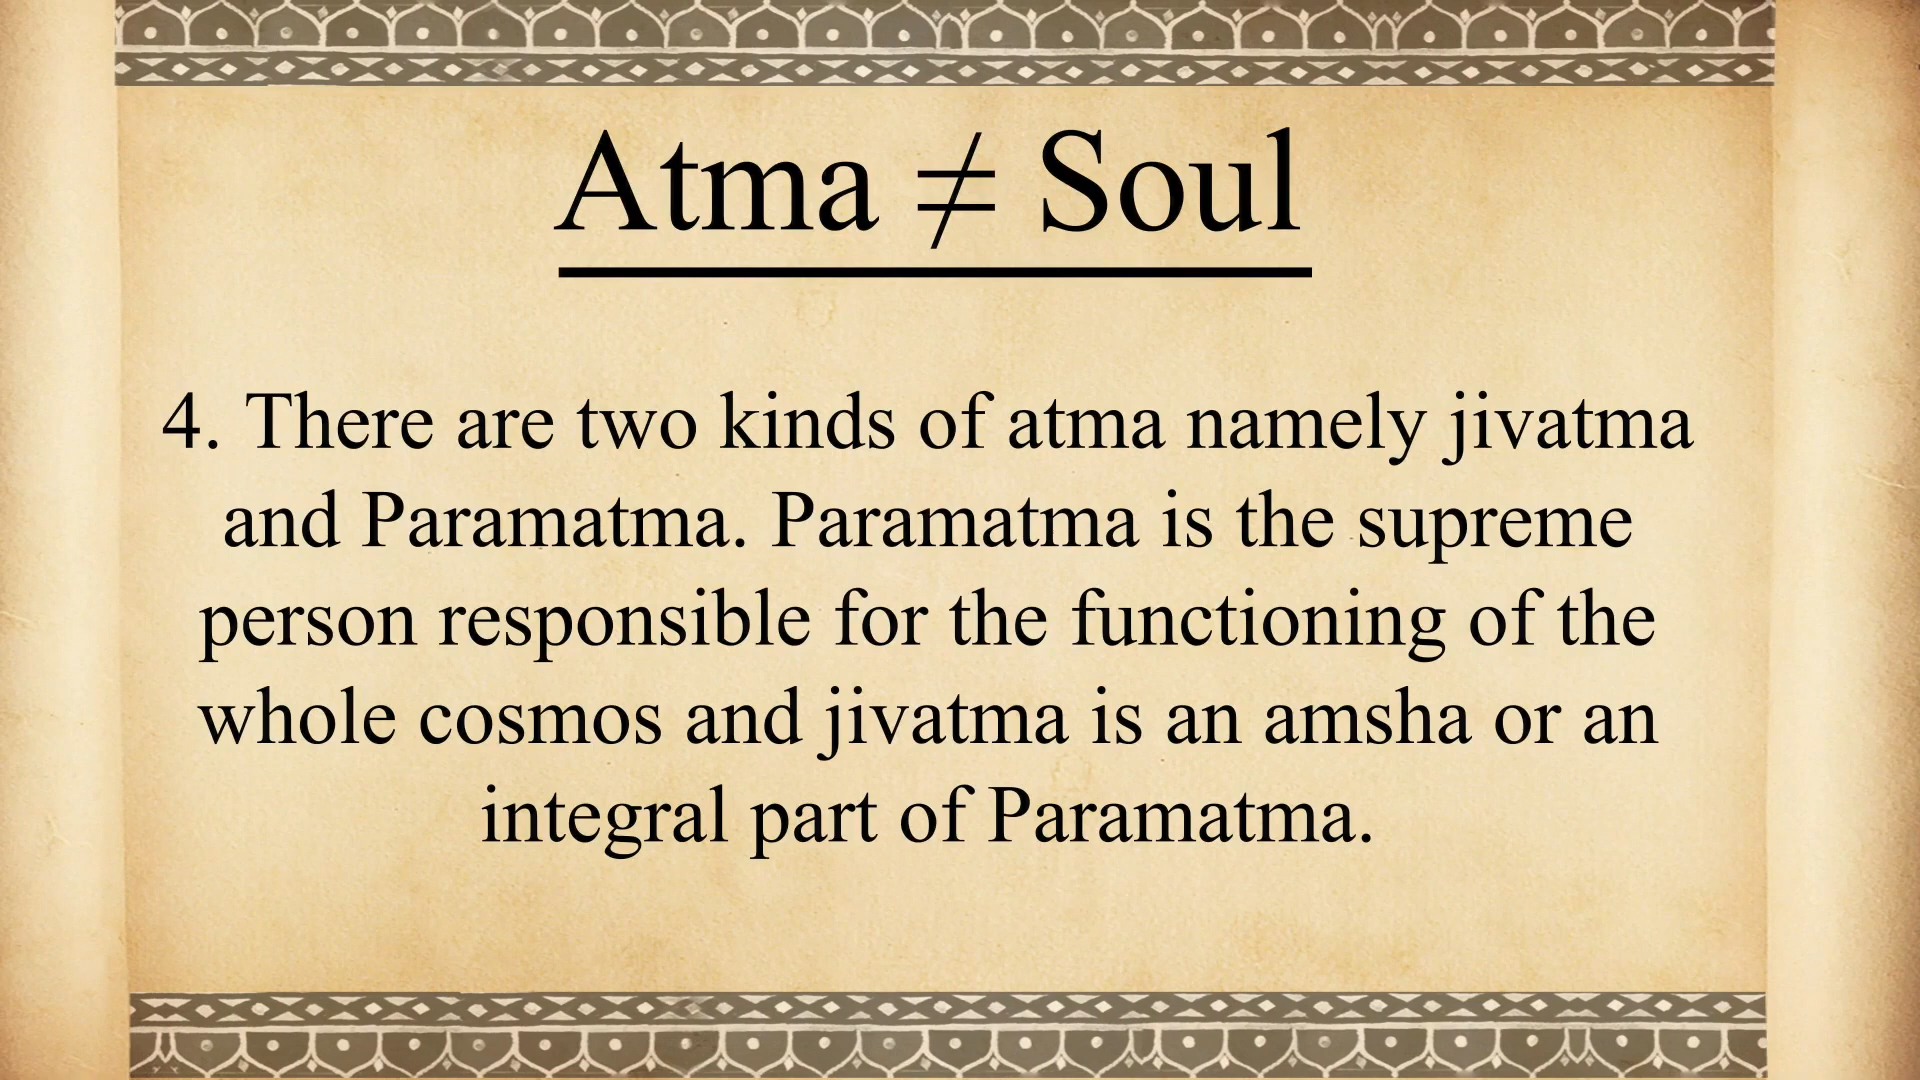 Atma ≠ Soul
4. There are two kinds of atma namely jivatma
and Paramatma. Paramatma is the supreme
person responsible for the functioning of the
whole cosmos and jivatma is an amsha or an
integral part of Paramatma.